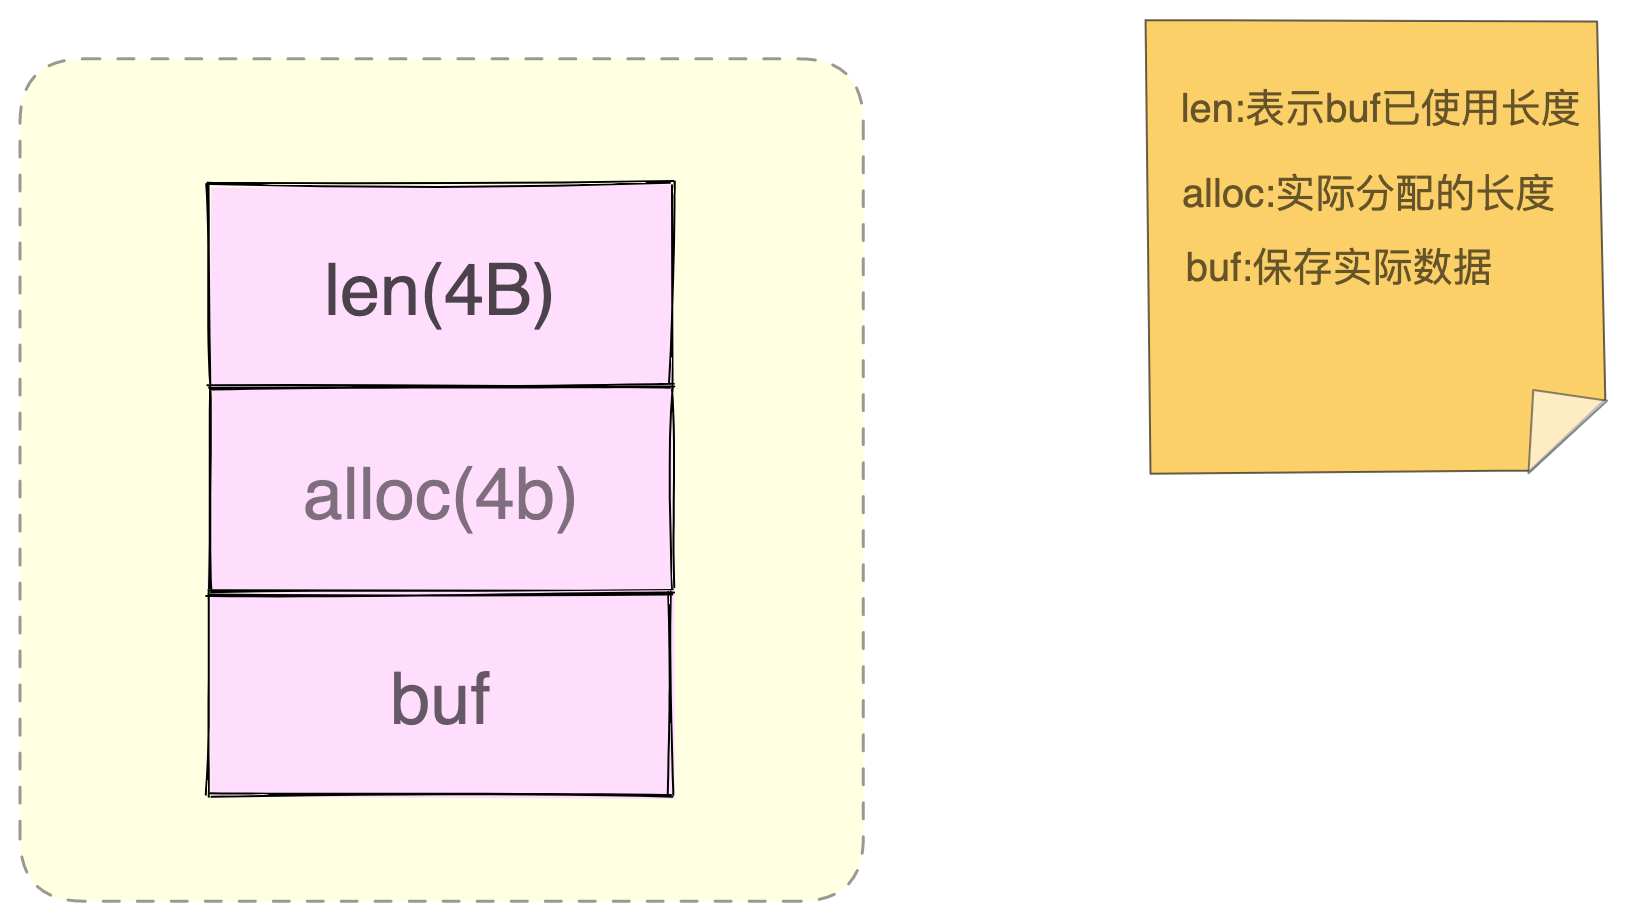 len(4B)
alloc(4b)
buf
len:表示buf已使用长度
alloc:实际分配的长度
buf:保存实际数据